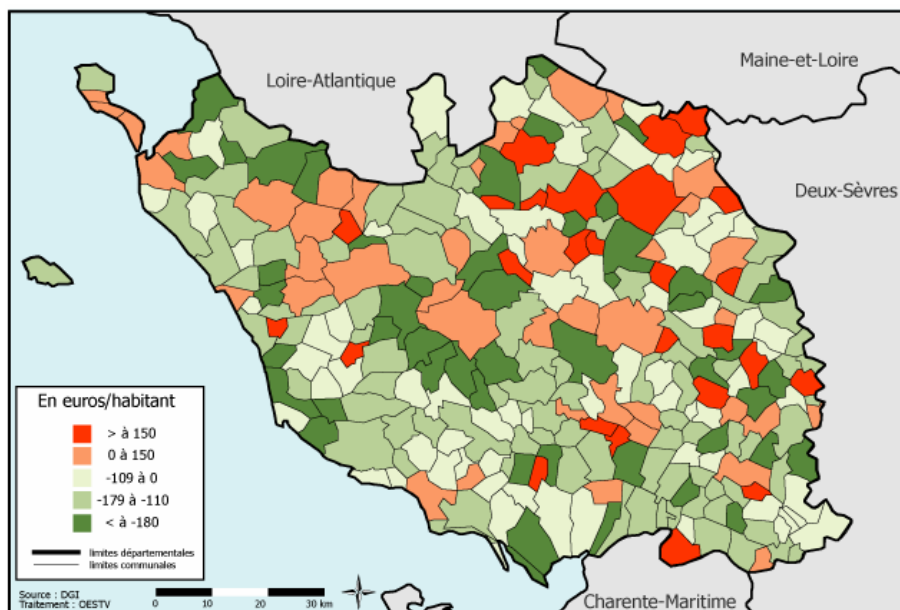 Maine-et-Loire
Loire-Atlantique
Deux-Sèvres
En euros/habitant
> à 150
0 à 150
-109 à 0
-179 à -110
< à -180
limites départementales
limites communales
Source : DGI
Traitement : OESTV
0 10 20 30 km
Charente-Maritime